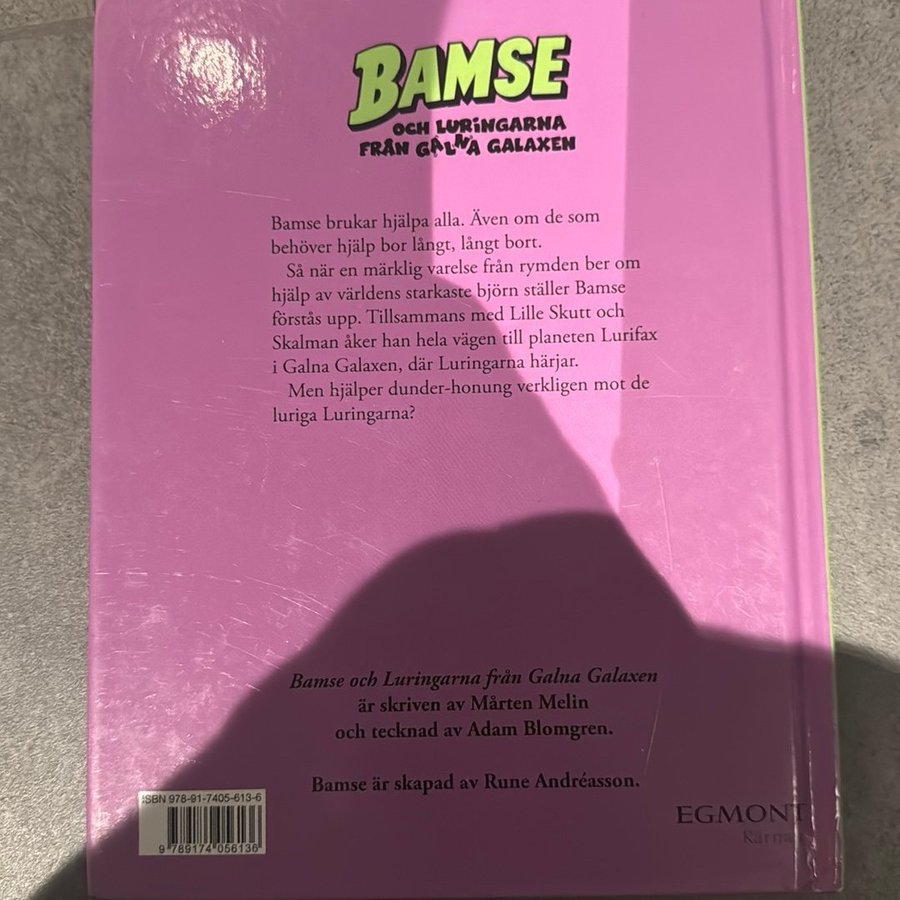 BAMSE
OCH LURINGARNA
FRÅN GALNA GALAXEN
Bamse brukar hjälpa alla. Även om de som
behöver hjälp bor långt, långt bort.
Så när en märklig varelse från rymden ber om
hjälp av världens starkaste björn ställer Bamse
förstås upp. Tillsammans med Lille Skutt och
Skalman åker han hela vägen till planeten Lurifax
i Galna Galaxen, där Luringarna härjar.
Men hjälper dunder-honung verkligen mot de
luriga Luringarna?
Bamse och Luringarna från Galna Galaxen
är skriven av Mårten Melin
och tecknad av Adam Blomgren.
Bamse är skapad av Rune Andréasson.
ISBN 978-91-7405-613-6
9 789174 056136
EGMONT